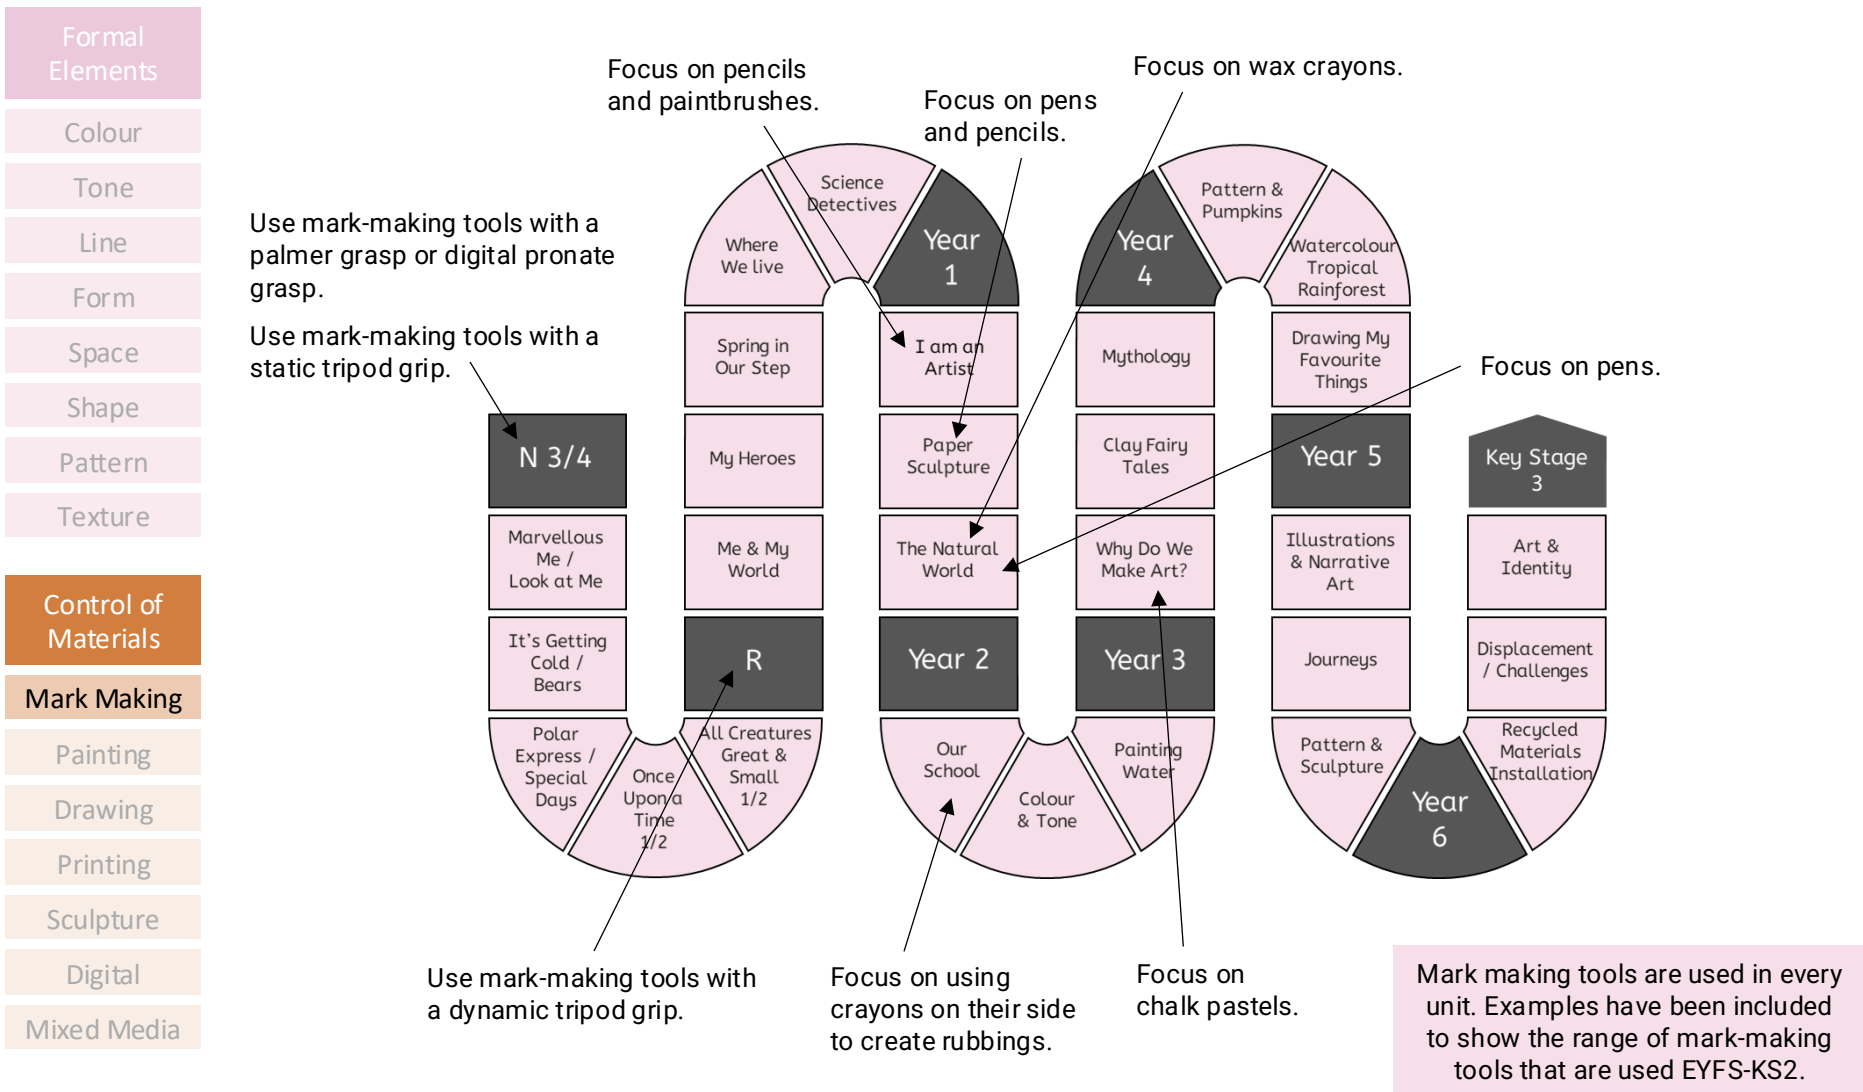 Formal
Elements
Colour
Tone
Line
Form
Space
Shape
Pattern
Texture
Control of
Materials
Mark Making
Painting
Drawing
Printing
Sculpture
Digital
Mixed Media
Focus on pencils
and paintbrushes.
Focus on pens
and pencils.
Focus on wax crayons.
Use mark-making tools with a
palmer grasp or digital pronate
grasp.
Use mark-making tools with a
static tripod grip.
Focus on pens.
N 3/4
Marvellous
Me /
Look at Me
It's Getting
Cold /
Bears
Polar
Express /
Special
Days
Once
Upon a
Time
1/2
All Creatures
Great &
Small
1/2
R
Me & My
World
My Heroes
Spring in
Our Step
Where
We live
Science
Detectives
Year
1
I am an
Artist
Paper
Sculpture
The Natural
World
Year 2
Our
School
Colour
& Tone
Painting
Water
Year 3
Why Do We
Make Art?
Clay Fairy
Tales
Mythology
Year
4
Pattern &
Pumpkins
Watercolour
Tropical
Rainforest
Drawing My
Favourite
Things
Year 5
Illustrations
& Narrative
Art
Journeys
Pattern &
Sculpture
Year
6
Recycled
Materials
Installation
Displacement
/ Challenges
Art &
Identity
Key Stage
3
Use mark-making tools with
a dynamic tripod grip.
Focus on using
crayons on their side
to create rubbings.
Focus on
chalk pastels.
Mark making tools are used in every
unit. Examples have been included
to show the range of mark-making
tools that are used EYFS-KS2.